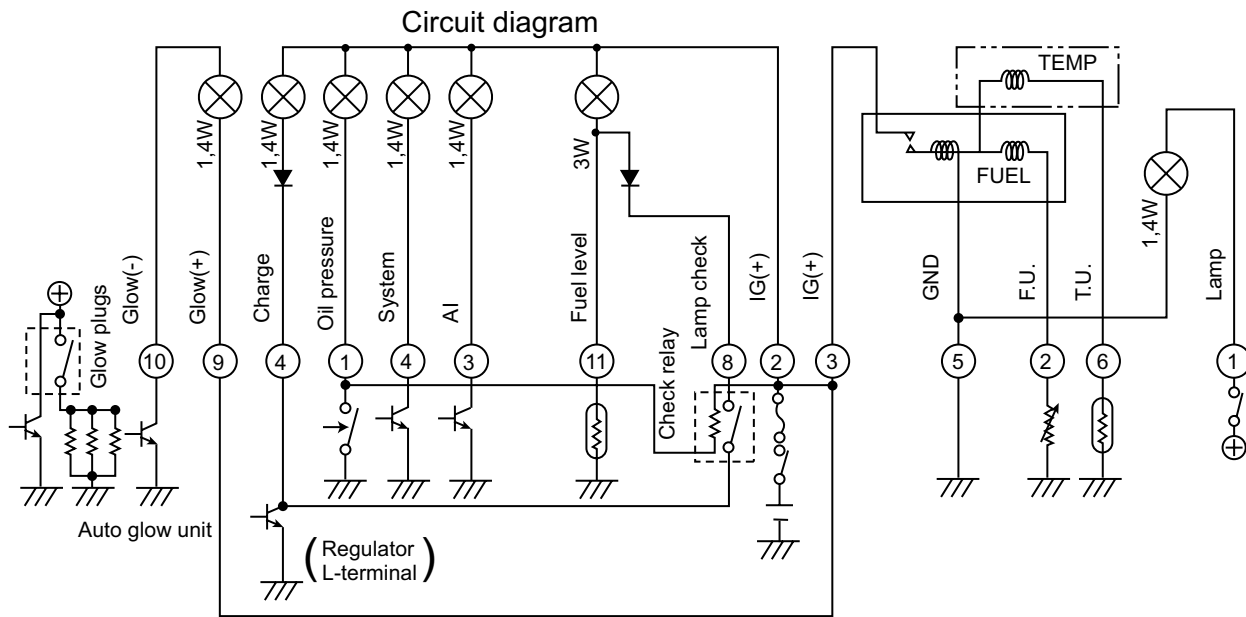 Circuit diagram
TEMP
FUEL
1,4W
1,4W
1,4W
1,4W
1,4W
3W
1,4W
Glow plugs
Glow(-)
Glow(+)
Charge
Oil pressure
System
AI
Fuel level
Check relay
Lamp check
IG(+)
IG(+)
GND
F.U.
T.U.
Lamp
10
9
4
1
4
3
11
8
2
3
5
2
6
1
Auto glow unit
(Regulator
L-terminal)